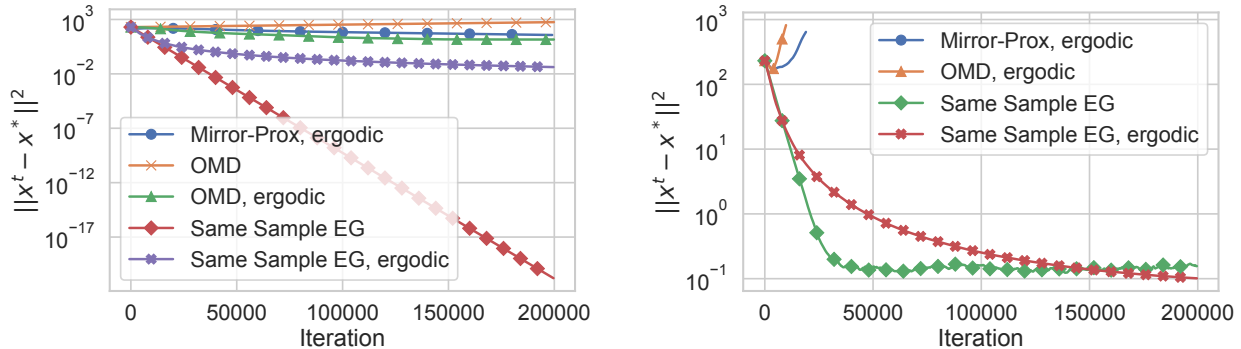 10^3
10^{-2}
10^{-7}
10^{-12}
10^{-17}
||x^t − x^*||^2
Mirror-Prox, ergodic
OMD
OMD, ergodic
Same Sample EG
Same Sample EG, ergodic
0 50000 100000 150000 200000
Iteration
10^3
10^2
10^1
10^0
10^{-1}
||x^t − x^*||^2
Mirror-Prox, ergodic
OMD, ergodic
Same Sample EG
Same Sample EG, ergodic
0 50000 100000 150000 200000
Iteration